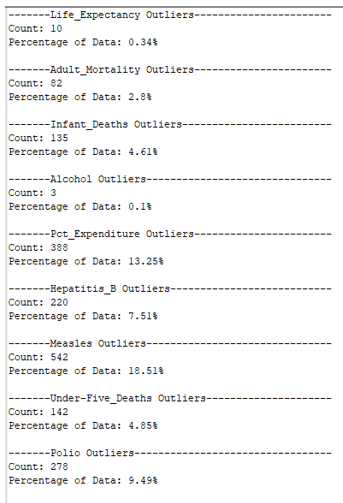 -------Life_Expectancy Outliers-----------------------
Count: 10
Percentage of Data: 0.34%
-------Adult_Mortality Outliers-----------------------
Count: 82
Percentage of Data: 2.8%
-------Infant_Deaths Outliers-------------------------
Count: 135
Percentage of Data: 4.61%
-------Alcohol Outliers-------------------------------
Count: 3
Percentage of Data: 0.1%
-------Pct_Expenditure Outliers-----------------------
Count: 388
Percentage of Data: 13.25%
-------Hepatitis_B Outliers---------------------------
Count: 220
Percentage of Data: 7.51%
-------Measles Outliers-------------------------------
Count: 542
Percentage of Data: 18.51%
-------Under-Five_Deaths Outliers---------------------
Count: 142
Percentage of Data: 4.85%
-------Polio Outliers---------------------------------
Count: 278
Percentage of Data: 9.49%